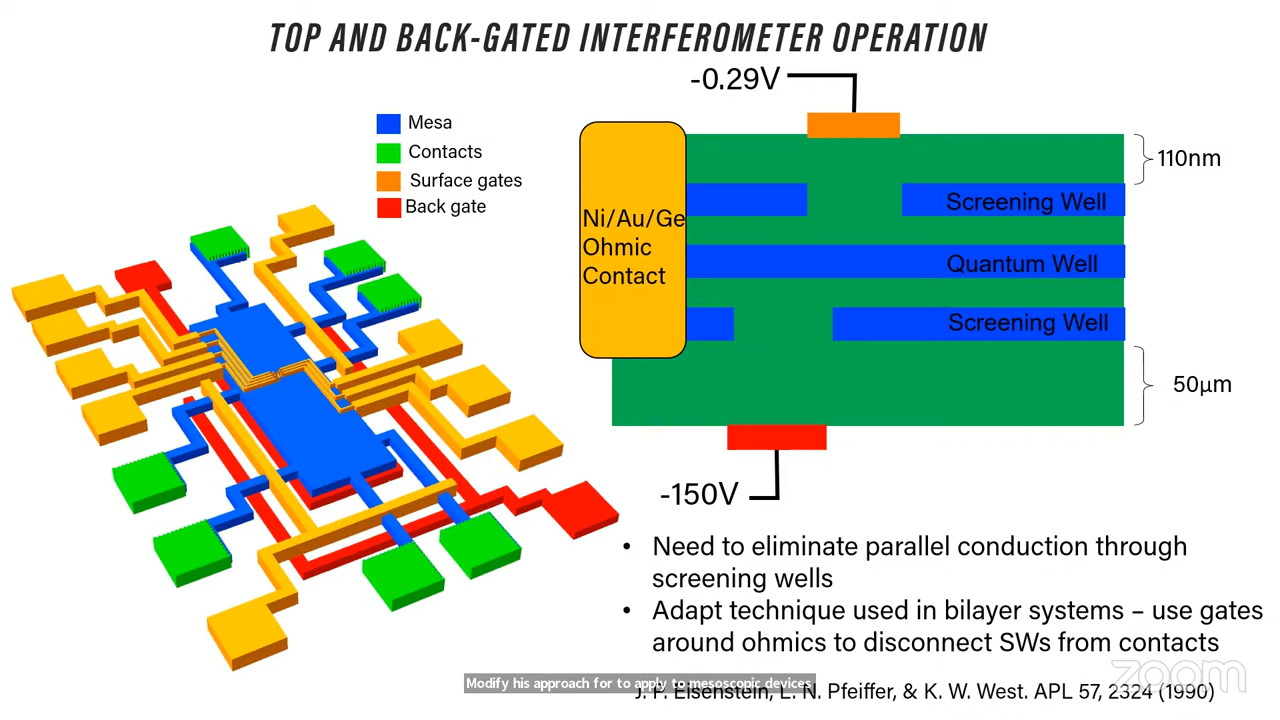 TOP AND BACK-GATED INTERFEROMETER OPERATION
Mesa
Contacts
Surface gates
Back gate
-0.29V
110nm
Ni/Au/Ge
Ohmic
Contact
Screening Well
Quantum Well
Screening Well
50μm
-150V
• Need to eliminate parallel conduction through
screening wells
• Adapt technique used in bilayer systems – use gates
around ohmics to disconnect SWs from contacts
zoom
Modify his approach for to apply to mesoscopic devices
Eisenstein, L. N. Pfeiffer, & K. W. West. APL 57, 2324 (1990)